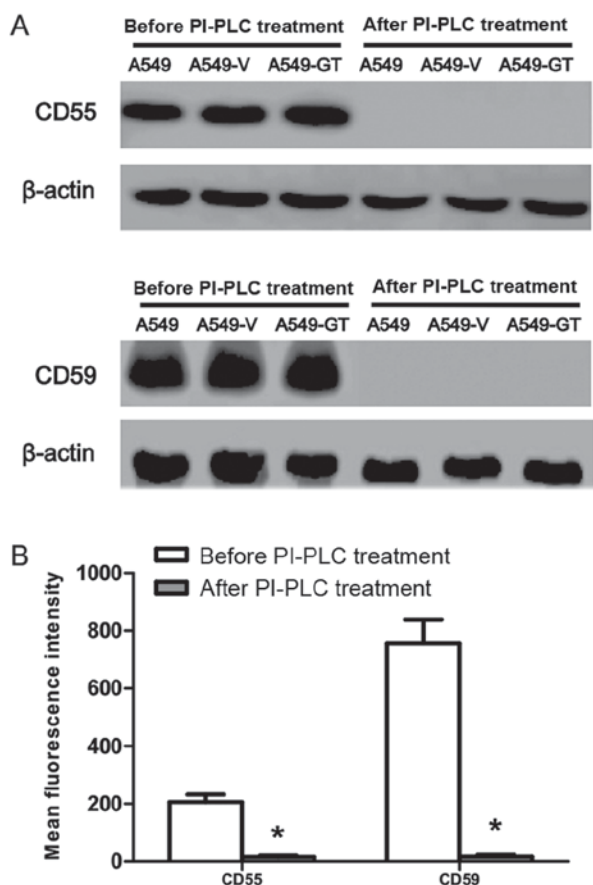 A
Before PI-PLC treatment After PI-PLC treatment
A549 A549-V A549-GT A549 A549-V A549-GT
CD55
β-actin
Before PI-PLC treatment After PI-PLC treatment
A549 A549-V A549-GT A549 A549-V A549-GT
CD59
β-actin
B
Before PI-PLC treatment
After PI-PLC treatment
Mean fluorescence intensity
1000
800
600
400
200
0
* *
CD55 CD59